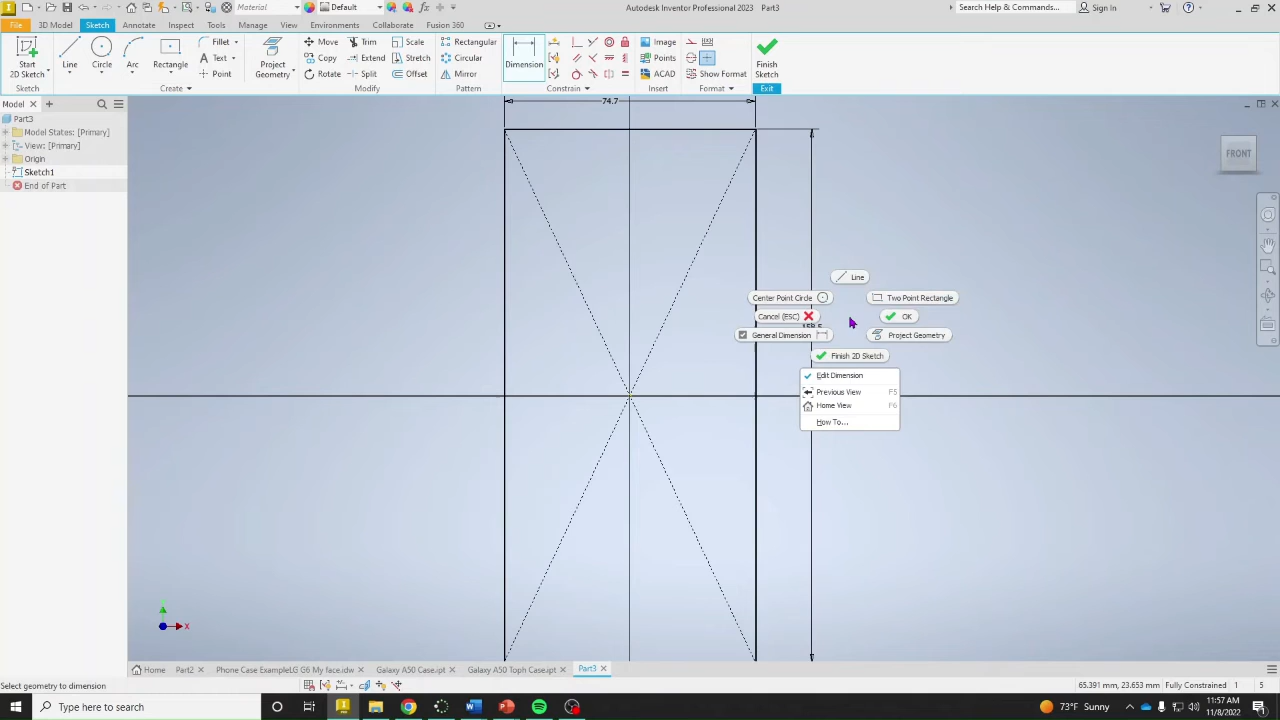 Material
Default
Autodesk Inventor Professional 2023
Part3
Search Help & Commands...
Sign In
File
3D Model
Sketch
Annotate
Inspect
Tools
Manage
View
Environments
Collaborate
Fusion 360
Start
2D Sketch
Line
Circle
Arc
Rectangle
Fillet
Text
Point
Project
Geometry
Move
Copy
Rotate
Trim
Extend
Split
Scale
Stretch
Offset
Rectangular
Circular
Mirror
Dimension
Image
Points
ACAD
Show Format
Finish
Sketch
Sketch
Create
Modify
Pattern
Constrain
Insert
Format
Exit
Model
Part3
Model States: [Primary]
View: [Primary]
Origin
Sketch1
End of Part
74.7
FRONT
Line
Center Point Circle
Two Point Rectangle
Cancel (ESC)
OK
158.5
General Dimension
Project Geometry
Finish 2D Sketch
Edit Dimension
Previous View F5
Home View F6
How To...
X
Home
Part2
Phone Case ExampleLG G6 My face.ipt
Galaxy A50 Case.ipt
Galaxy A50 Toph Case.ipt
Part3
Select geometry to dimension
65.391 mm, 23.653 mm
Fully Constrained
1
5
Type here to search
73°F Sunny
11:57 AM
11/8/2022